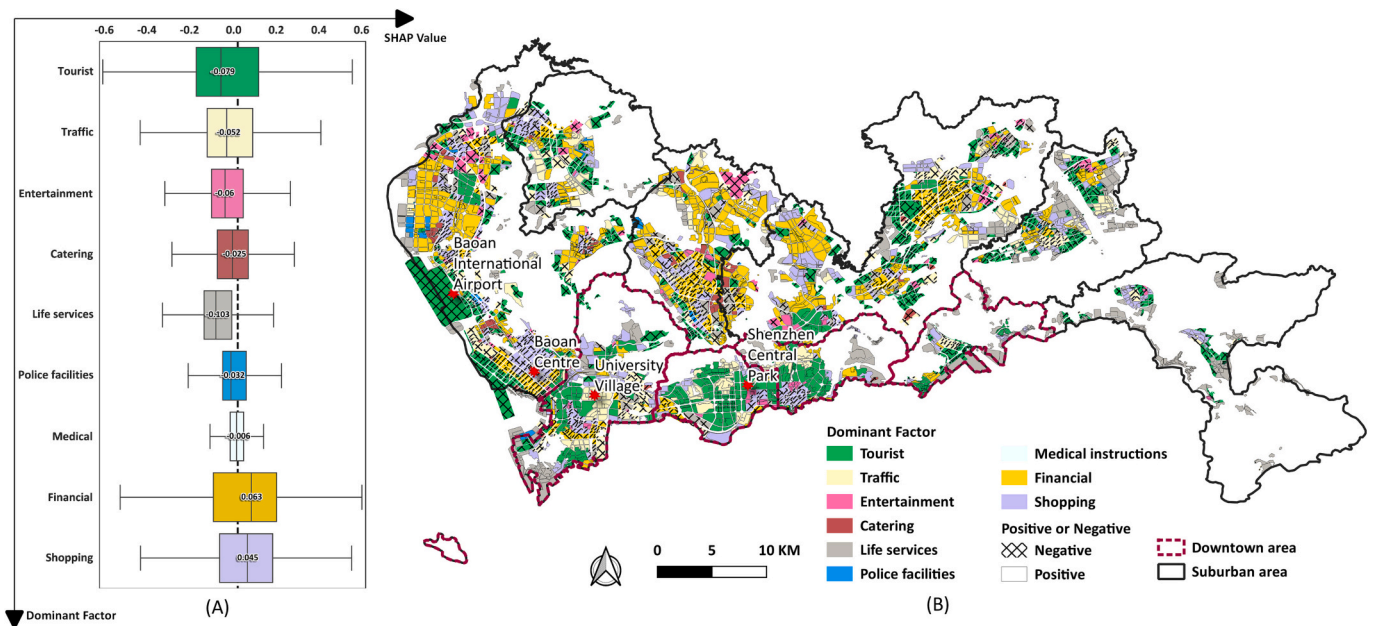 -0.6 -0.4 -0.2 0.0 0.2 0.4 0.6
SHAP Value
Tourist
-0.079
Traffic
-0.052
Entertainment
-0.06
Catering
-0.025
Life services
-0.103
Police facilities
-0.032
Medical
-0.006
Financial
0.063
Shopping
0.045
Dominant Factor
(A)
Baoan
International
Airport
Baoan
Centre
University
Village
Shenzhen
Central
Park
Dominant Factor
Tourist
Traffic
Entertainment
Catering
Life services
Police facilities
Medical instructions
Financial
Shopping
Positive or Negative
Negative
Positive
Downtown area
Suburban area
0 5 10 KM
(B)